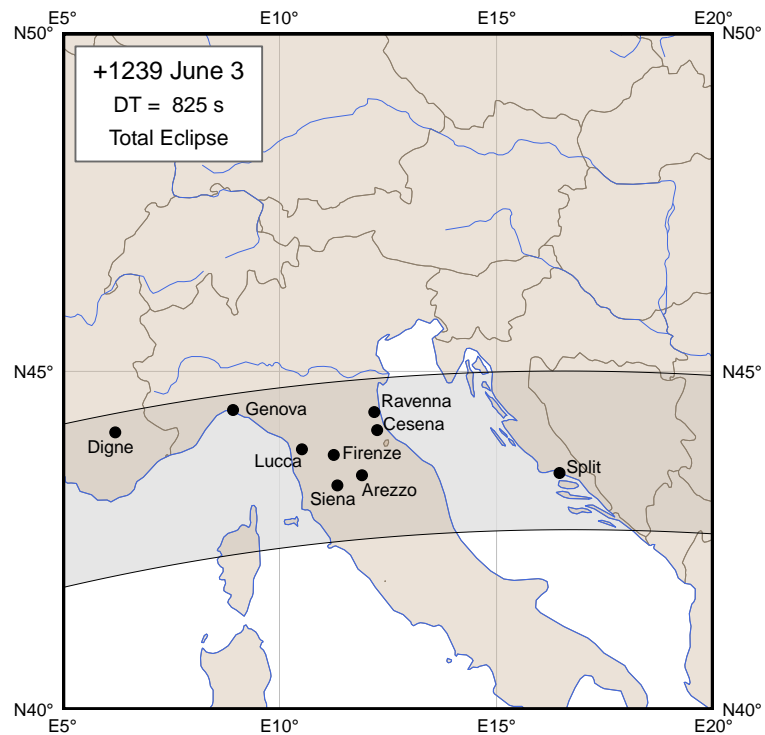 E5° E10° E15° E20°
N50° N50°
+1239 June 3
DT = 825 s
Total Eclipse
N45° N45°
Genova
Ravenna
Cesena
Digne
Lucca
Firenze
Split
Siena
Arezzo
N40° N40°
E5° E10° E15° E20°